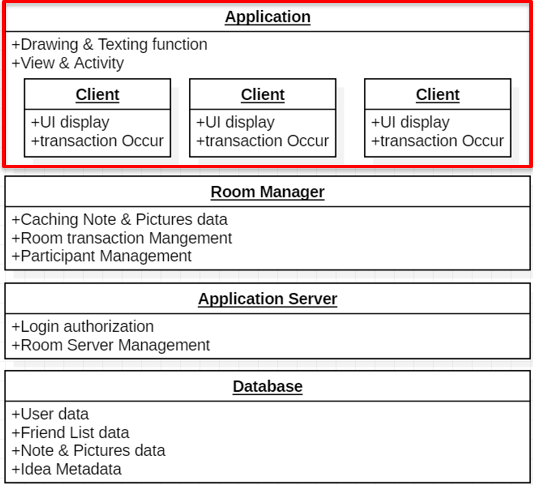 Application
+Drawing & Texting function
+View & Activity
Client
+UI display
+transaction Occur
Client
+UI display
+transaction Occur
Client
+UI display
+transaction Occur
Room Manager
+Caching Note & Pictures data
+Room transaction Mangement
+Participant Management
Application Server
+Login authorization
+Room Server Management
Database
+User data
+Friend List data
+Note & Pictures data
+Idea Metadata